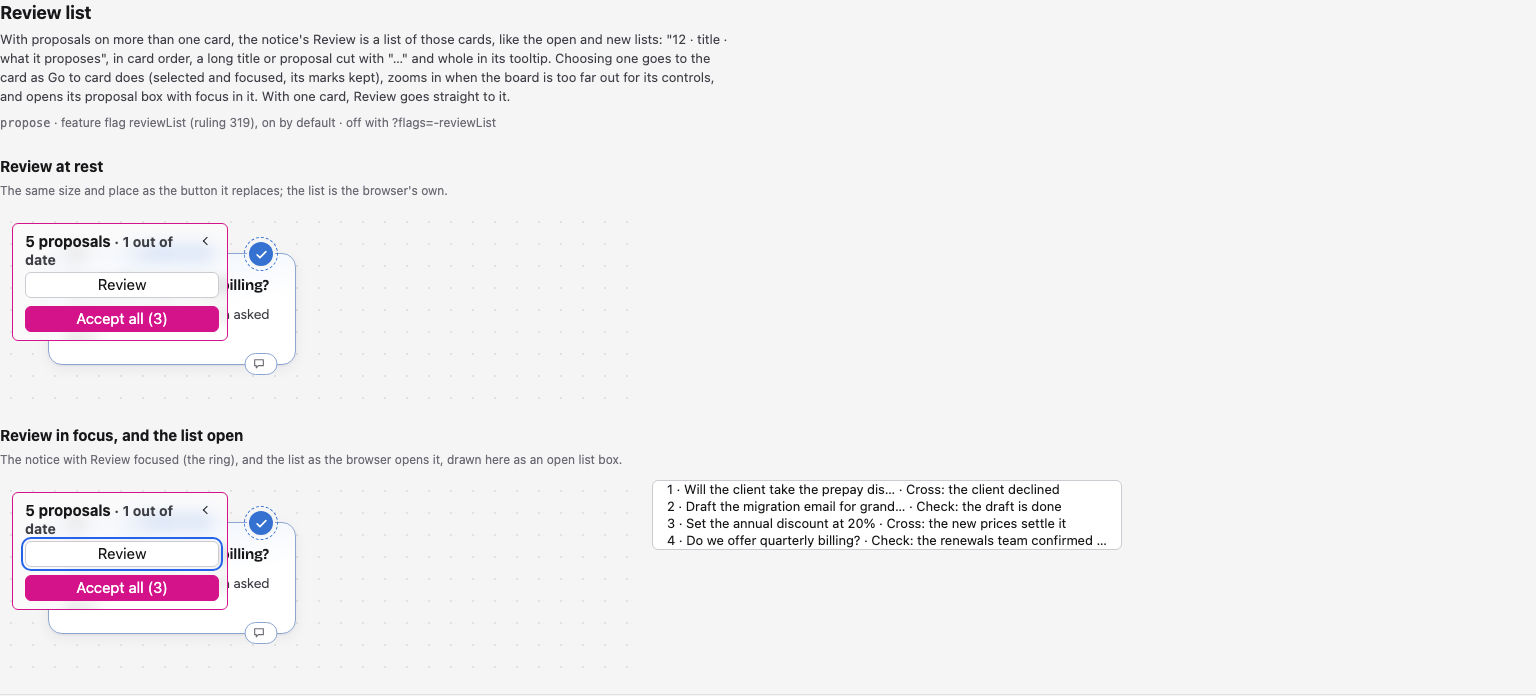 Review list
With proposals on more than one card, the notice's Review is a list of those cards, like the open and new lists: "12 · title ·
what it proposes", in card order, a long title or proposal cut with "…" and whole in its tooltip. Choosing one goes to the
card as Go to card does (selected and focused, its marks kept), zooms in when the board is too far out for its controls,
and opens its proposal box with focus in it. With one card, Review goes straight to it.
propose · feature flag reviewList (ruling 319), on by default · off with ?flags=-reviewList
Review at rest
The same size and place as the button it replaces; the list is the browser's own.
5 proposals · 1 out of
date
Review
Accept all (3)
illing?
asked
Review in focus, and the list open
The notice with Review focused (the ring), and the list as the browser opens it, drawn here as an open list box.
5 proposals · 1 out of
date
Review
Accept all (3)
illing?
asked
1 · Will the client take the prepay dis… · Cross: the client declined
2 · Draft the migration email for grand… · Check: the draft is done
3 · Set the annual discount at 20% · Cross: the new prices settle it
4 · Do we offer quarterly billing? · Check: the renewals team confirmed …